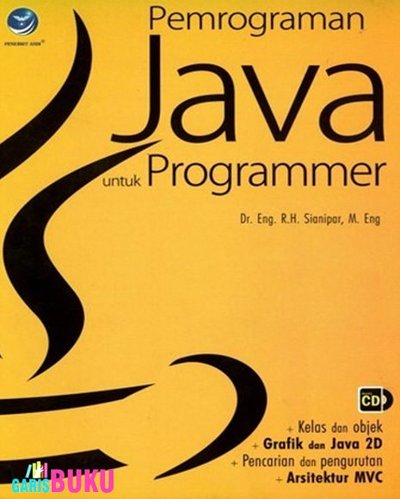 PENERBIT ANDI
Pemrograman
Java
untuk Programmer
Dr. Eng. R.H. Sianipar, M. Eng
CD
+ Kelas dan objek
+ Grafik dan Java 2D
+ Pencarian dan pengurutan
+ Arsitektur MVC
GARIS BUKU